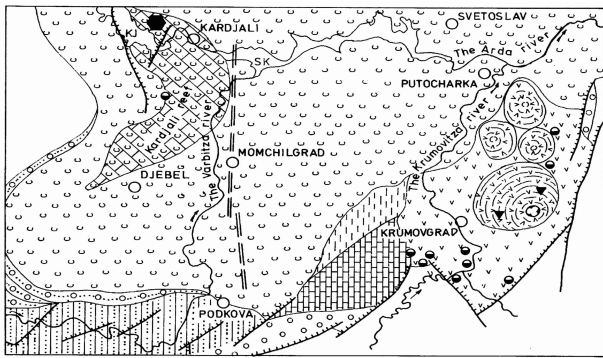 SVETOSLAV
KJ
KARDJALI
The Arda river
SK
PUTOCHARKA
Kardjali reef
The Varbitza river
The Krumovitza river
MOMCHILGRAD
DJEBEL
KRUMOVGRAD
PODKOVA